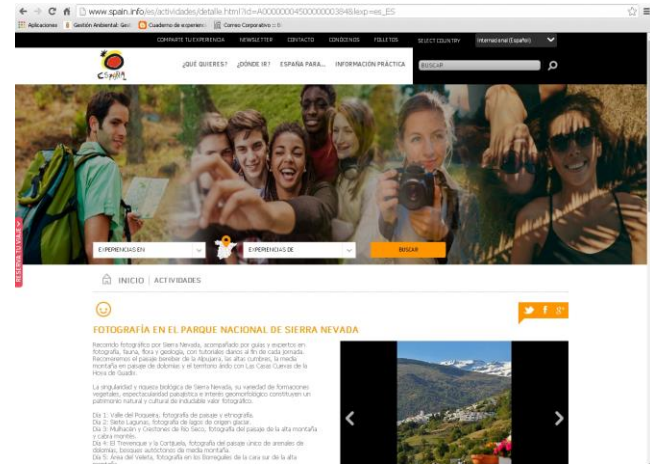 www.spain.info/es/actividades/detalle.html?id=A00000045000000038&lexp=es_ES
Aplicaciones Gestión Ambiental: Gest Cuaderno de experienc Correo Corporativo ::
COMPARTE TU EXPERIENCIA NEWSLETTER CONTACTO CONÓCENOS FOLLETOS SELECT COUNTRY Internacional (Español)
¿QUÉ QUIERES? ¿DÓNDE IR? ESPAÑA PARA... INFORMACIÓN PRÁCTICA BUSCAR
ESPAÑA
RESERVA TU VIAJE
EXPERIENCIAS EN EXPERIENCIAS DE BUSCAR
INICIO | ACTIVIDADES
FOTOGRAFÍA EN EL PARQUE NACIONAL DE SIERRA NEVADA
Recorrido fotográfico por Sierra Nevada, acompañado por guías y expertos en
fotografía, fauna, flora y geología, con tutoriales diarios al fin de cada jornada.
Recorreremos el paisaje bereber de la Alpujarra, las altas cumbres, la media
montaña en paisaje de dolomías y el territorio árido con Las Casas Cuevas de la
Hoya de Guadix.
La singularidad y riqueza biológica de Sierra Nevada, su variedad de formaciones
vegetales, espectacularidad paisajística e interés geomorfológico constituyen un
patrimonio natural y cultural de indudable valor fotográfico.
Día 1: Valle del Poqueira, fotografía de paisaje y etnografía.
Día 2: Siete Lagunas, fotografía de lagos de origen glaciar.
Día 3: Mulhacén y Crestones de Río Seco, fotografía del paisaje de la alta montaña
y cabra montés.
Día 4: El Trevenque y la Cortijuela, fotografía del paisaje único de arenales de
dolomías, bosques autóctonos de media montaña.
Día 5: Área del Veleta, fotografía en los Borreguiles de la cara sur de la alta
montaña.